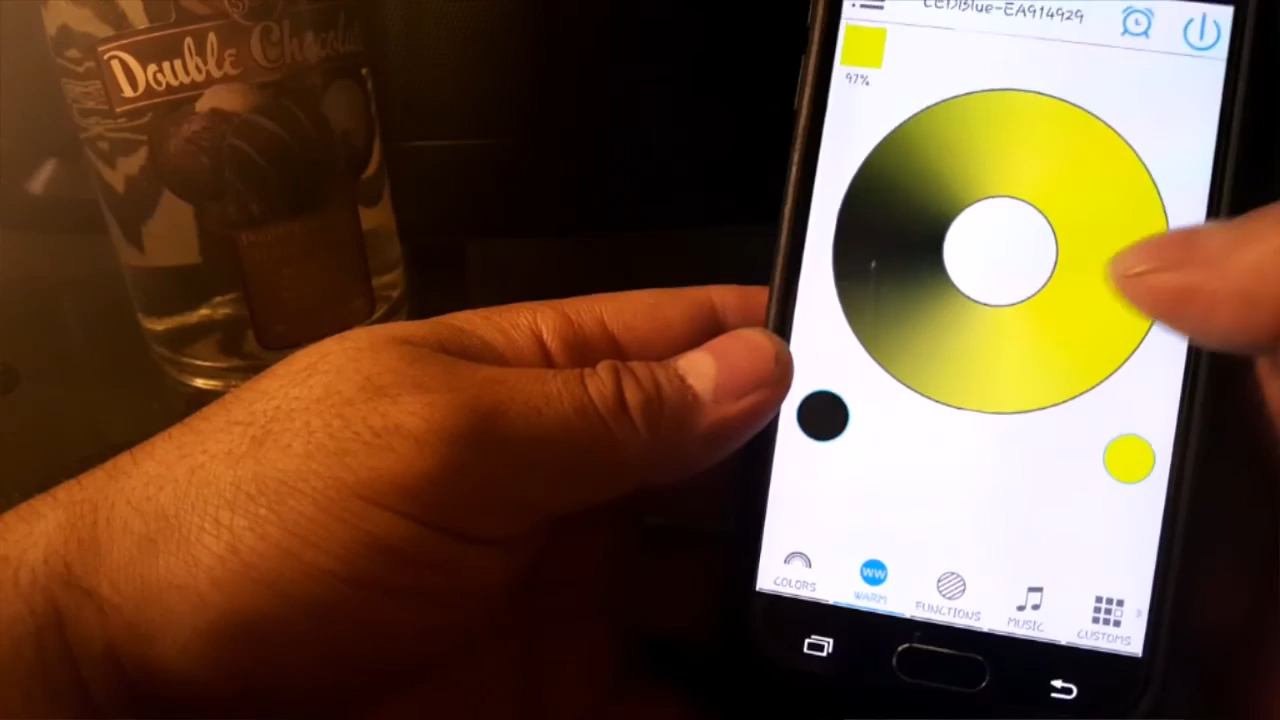 Double Chocolate
LEDBlue-EA914929
97%
COLORS
WW
WARM
FUNCTIONS
MUSIC
CUSTOMS